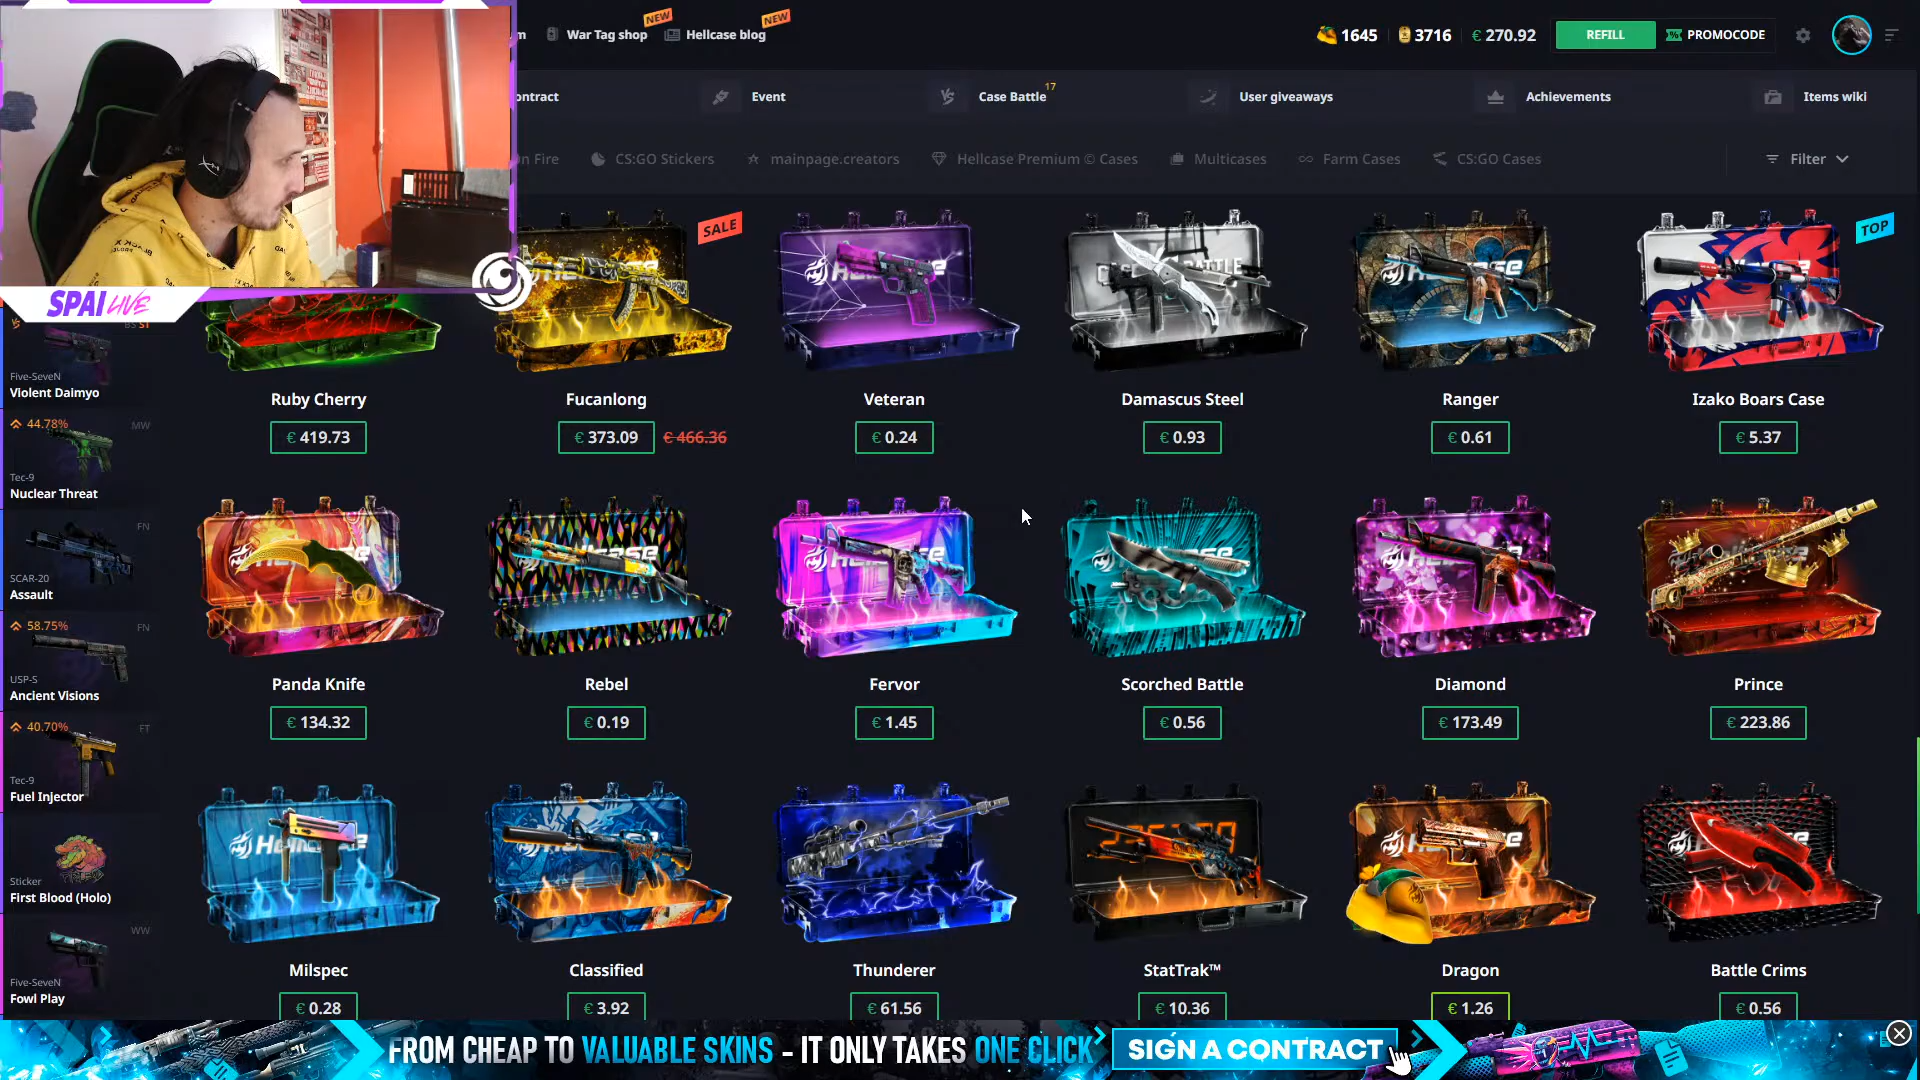 m
War Tag shop
NEW
Hellcase blog
NEW
1645
3716
€ 270.92
REFILL
PROMOCODE
ontract
Event
Case Battle 17
User giveaways
Achievements
Items wiki
n Fire
CS:GO Stickers
mainpage.creators
Hellcase Premium © Cases
Multicases
Farm Cases
CS:GO Cases
Filter
SPAI LIVE
SALE
TOP
Ruby Cherry
Fucanlong
Veteran
Damascus Steel
Ranger
Izako Boars Case
€ 419.73
€ 373.09 € 466.36
€ 0.24
€ 0.93
€ 0.61
€ 5.37
Panda Knife
Rebel
Fervor
Scorched Battle
Diamond
Prince
€ 134.32
€ 0.19
€ 1.45
€ 0.56
€ 173.49
€ 223.86
Milspec
Classified
Thunderer
StatTrak™
Dragon
Battle Crims
€ 0.28
€ 3.92
€ 61.56
€ 10.36
€ 1.26
€ 0.56
BS ST
Five-SeveN
Violent Daimyo
44.78%
MW
Tec-9
Nuclear Threat
FN
SCAR-20
Assault
58.75%
FN
USP-S
Ancient Visions
40.70%
FT
Tec-9
Fuel Injector
Sticker
First Blood (Holo)
WW
Five-SeveN
Fowl Play
FROM CHEAP TO VALUABLE SKINS - IT ONLY TAKES ONE CLICK
SIGN A CONTRACT